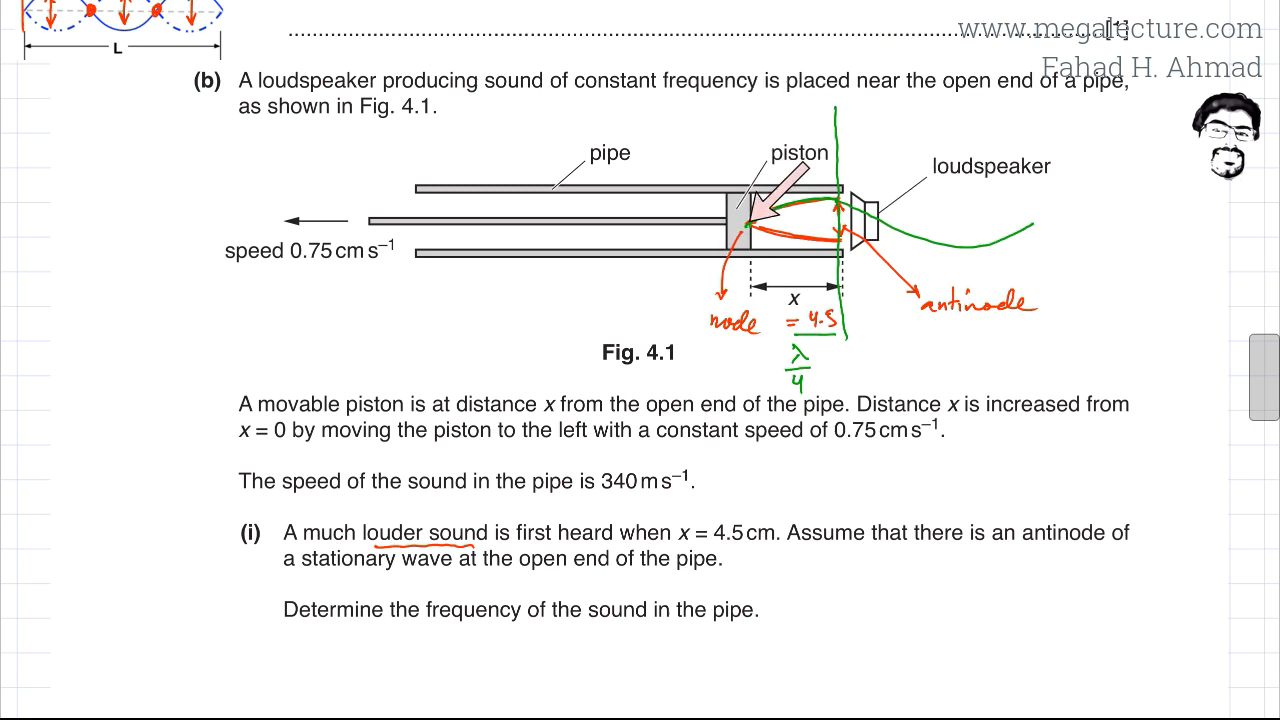 L
[1]
www.megalecture.com
Fahad H. Ahmad
(b) A loudspeaker producing sound of constant frequency is placed near the open end of a pipe,
as shown in Fig. 4.1.
pipe
piston
loudspeaker
speed 0.75 cm s⁻¹
x
node
= 4.5
antinode
λ
4
Fig. 4.1
A movable piston is at distance x from the open end of the pipe. Distance x is increased from
x = 0 by moving the piston to the left with a constant speed of 0.75 cm s⁻¹.
The speed of the sound in the pipe is 340 m s⁻¹.
(i) A much louder sound is first heard when x = 4.5 cm. Assume that there is an antinode of
a stationary wave at the open end of the pipe.
Determine the frequency of the sound in the pipe.